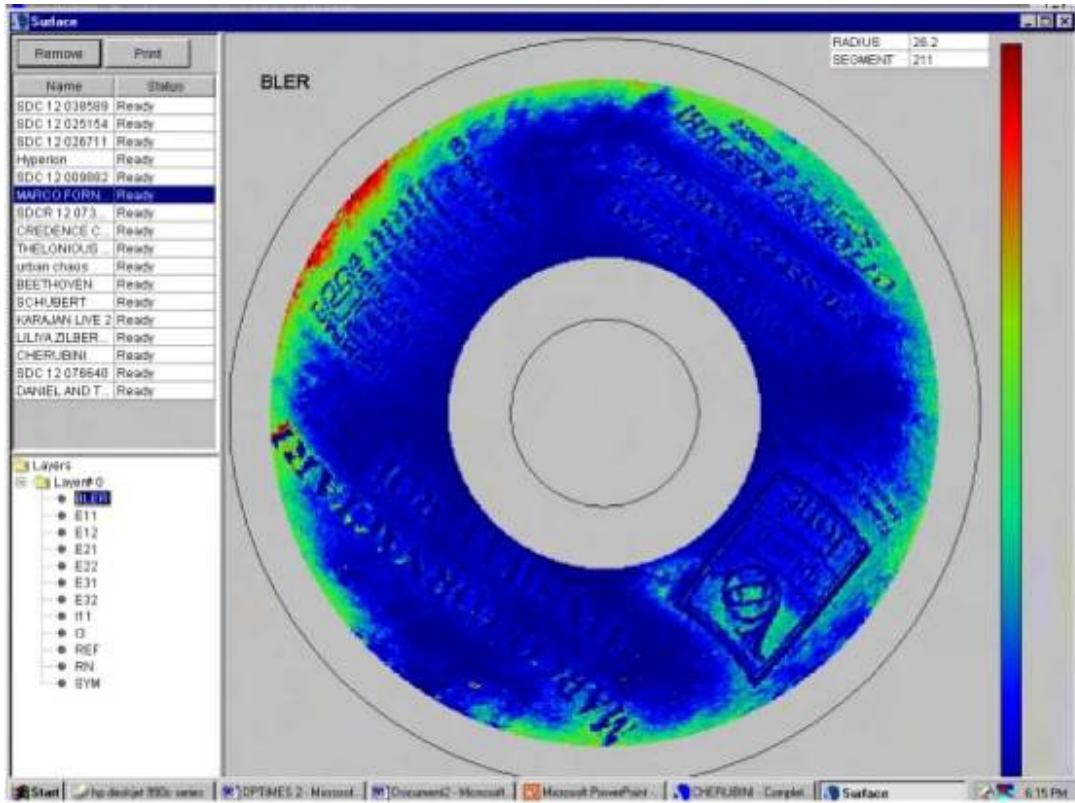 Surface
Remove Print
RADIUS 26.2
SEGMENT 211
BLER
Name Status
SDC 12 038589 Ready
SDC 12 025154 Ready
SDC 12 026711 Ready
Hyperion Ready
SDC 12 009882 Ready
MARCO FORN... Ready
SDCR 12 073... Ready
CREDENCE C... Ready
THELONIOUS ... Ready
urban chaos Ready
BEETHOVEN Ready
SCHUBERT Ready
KARAJAN LIVE 2 Ready
LILIYA ZILBER... Ready
CHERUBINI Ready
SDC 12 076640 Ready
DANIEL AND T... Ready
Layers
Layer# 0
BLER
E11
E12
E21
E22
E31
E32
I11
I3
REF
RN
SYM
Start hp deskjet 990c series OPTIMES 2 - Microsof... Document2 - Microsoft Microsoft PowerPoint - CHERUBINI - Complet... Surface 6:15 PM